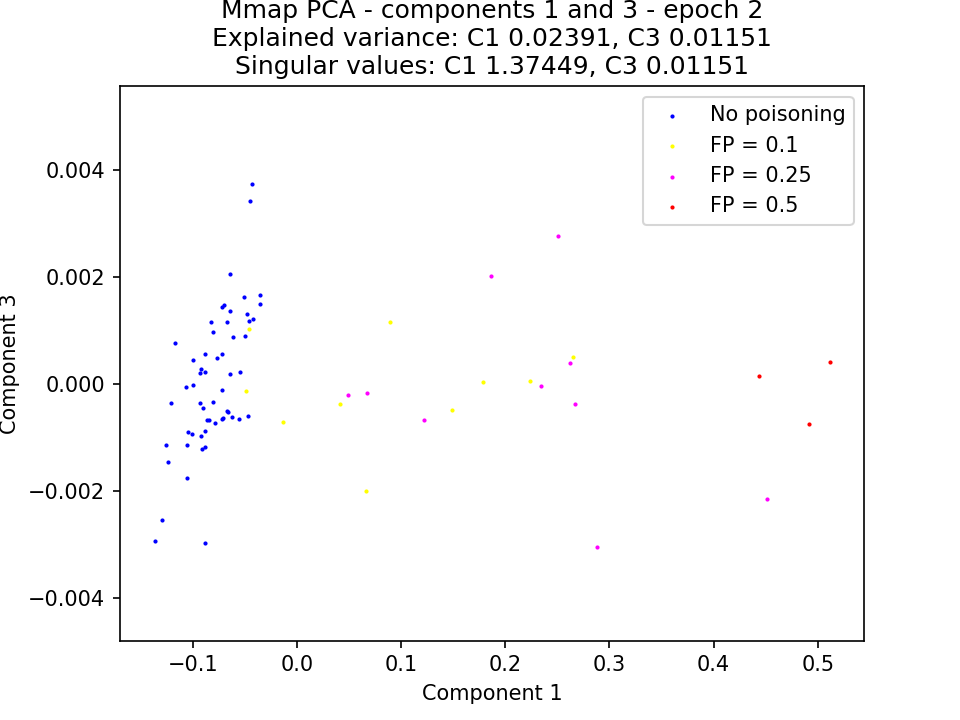 Mmap PCA - components 1 and 3 - epoch 2
Explained variance: C1 0.02391, C3 0.01151
Singular values: C1 1.37449, C3 0.01151
No poisoning
FP = 0.1
FP = 0.25
FP = 0.5
Component 3
0.004
0.002
0.000
−0.002
−0.004
−0.1
0.0
0.1
0.2
0.3
0.4
0.5
Component 1